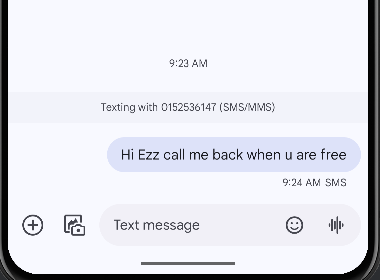 9:23 AM
Texting with 0152536147 (SMS/MMS)
Hi Ezz call me back when u are free
9:24 AM SMS
Text message